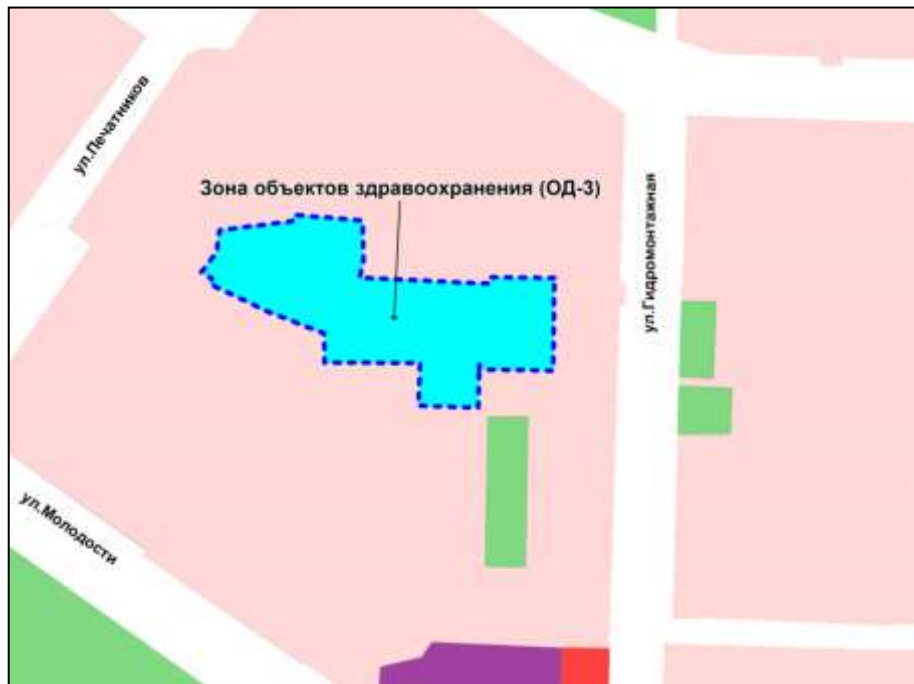 ул.Печатников
Зона объектов здравоохранения (ОД-3)
ул.Гидромонтажная
ул.Молодости